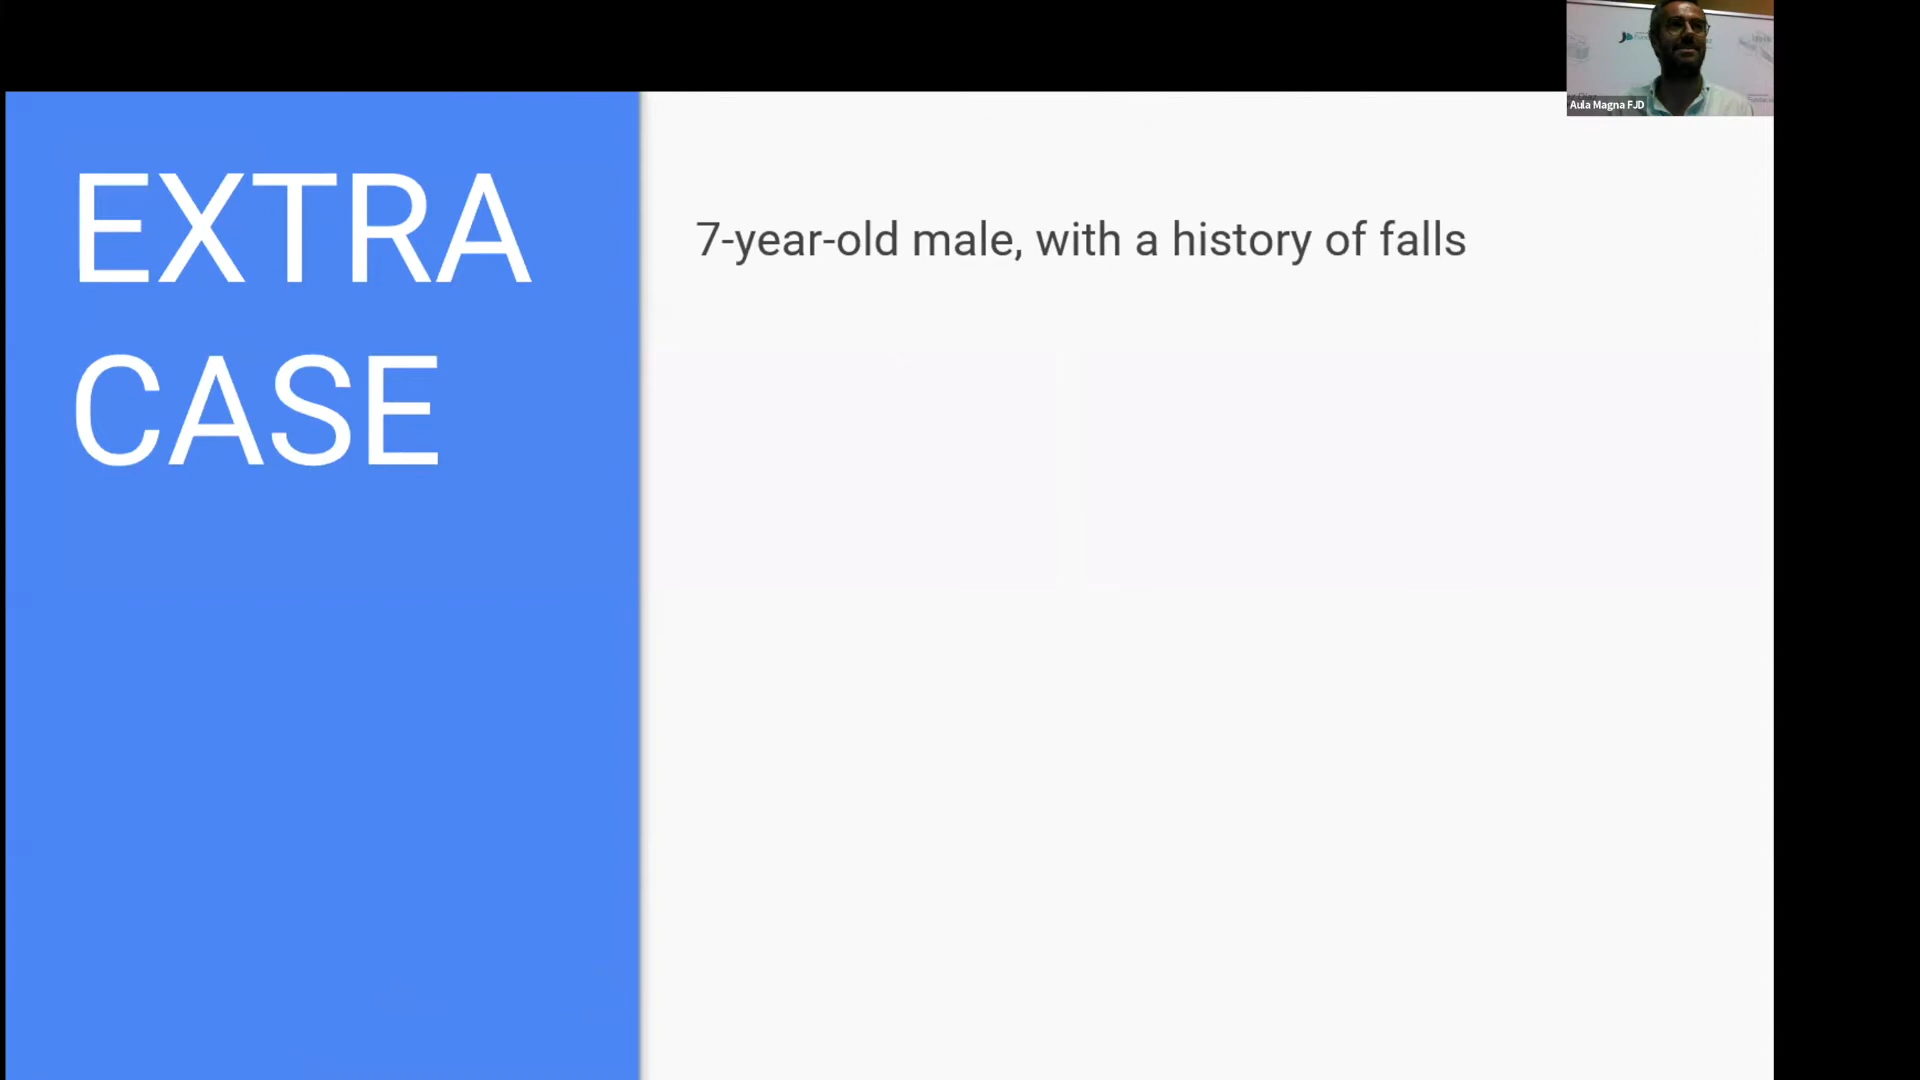 EXTRA
CASE
7-year-old male, with a history of falls
Aula Magna FJD